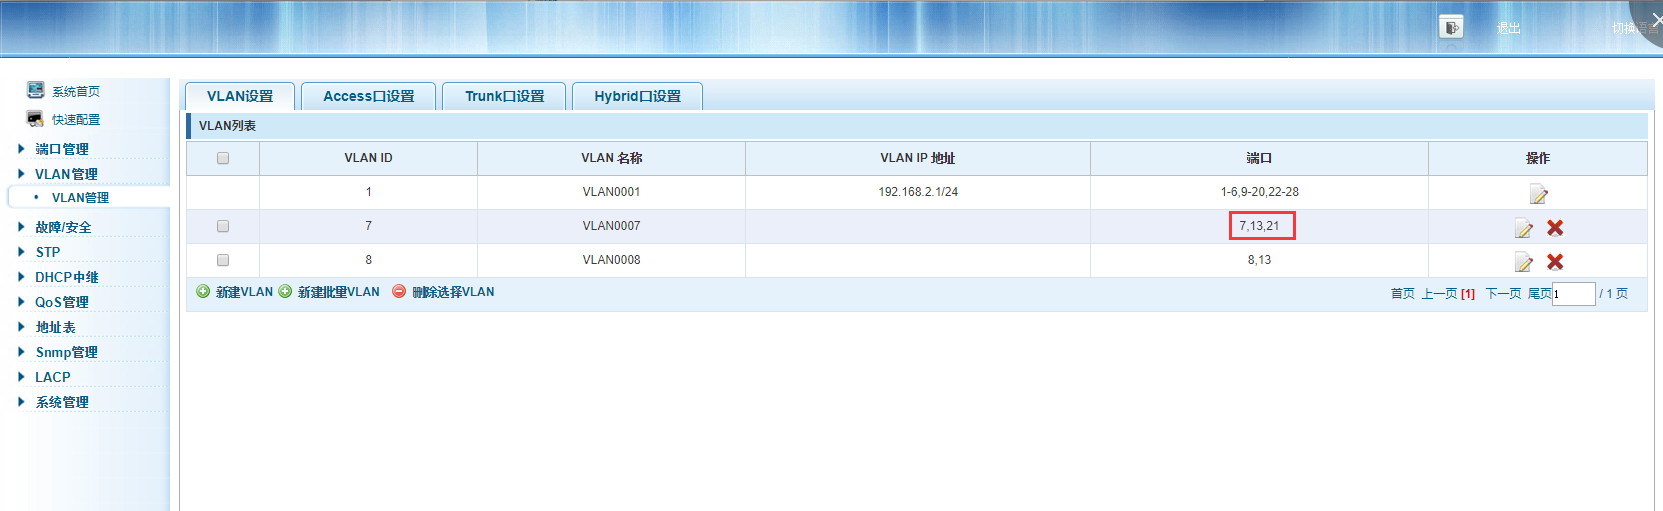 退出 切换语言
系统首页
快速配置
端口管理
VLAN管理
VLAN管理
故障/安全
STP
DHCP中继
QoS管理
地址表
Snmp管理
LACP
系统管理
VLAN设置 Access口设置 Trunk口设置 Hybrid口设置
VLAN列表
VLAN ID VLAN 名称 VLAN IP 地址 端口 操作
1 VLAN0001 192.168.2.1/24 1-6,9-20,22-28
7 VLAN0007 7,13,21
8 VLAN0008 8,13
新建VLAN 新建批量VLAN 删除选择VLAN 首页 上一页 [1] 下一页 尾页 1 / 1 页